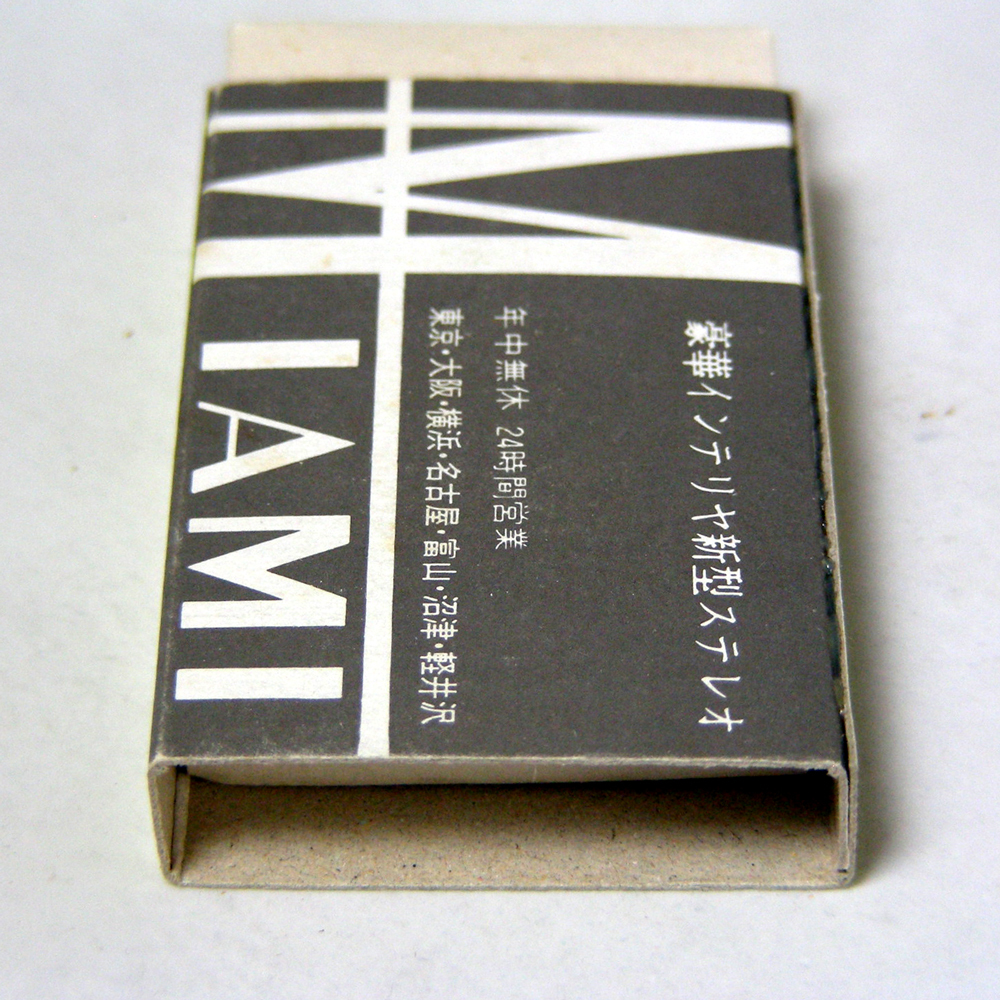 豪華インテリヤ新型ステレオ
年中無休 24時間営業
東京・大阪・横浜・名古屋・富山・沼津・軽井沢
MIAMI